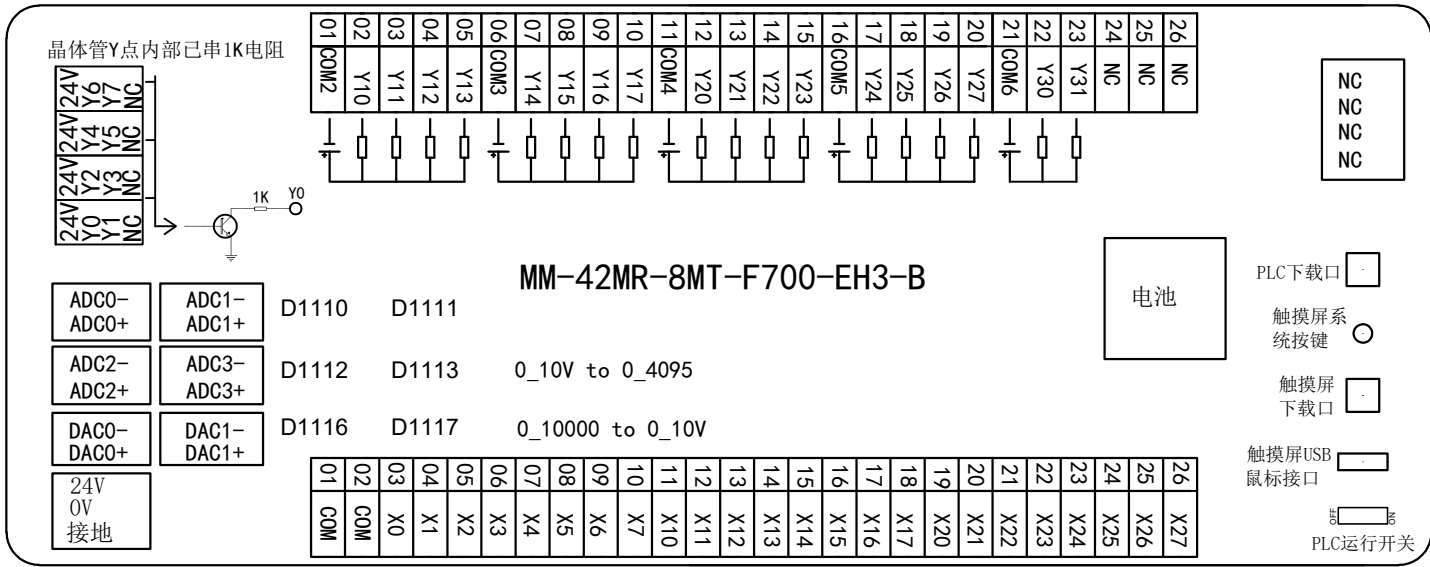 01 02 03 04 05 06 07 08 09 10 11 12 13 14 15 16 17 18 19 20 21 22 23 24 25 26
COM2 Y10 Y11 Y12 Y13 COM3 Y14 Y15 Y16 Y17 COM4 Y20 Y21 Y22 Y23 COM5 Y24 Y25 Y26 Y27 COM6 Y30 Y31 NC NC NC
晶体管Y点内部已串1K电阻
24V Y6 Y7 NC
24V Y4 Y5 NC
24V Y2 Y3 NC
24V Y0 Y1 NC
1K Y0
NC
NC
NC
NC
MM-42MR-8MT-F700-EH3-B
电池
PLC下载口
触摸屏系
统按键
触摸屏
下载口
触摸屏USB
鼠标接口
OFF ON
PLC运行开关
ADC0- ADC1-
ADC0+ ADC1+
D1110 D1111
ADC2- ADC3-
ADC2+ ADC3+
D1112 D1113 0_10V to 0_4095
DAC0- DAC1-
DAC0+ DAC1+
D1116 D1117 0_10000 to 0_10V
24V
0V
接地
01 02 03 04 05 06 07 08 09 10 11 12 13 14 15 16 17 18 19 20 21 22 23 24 25 26
COM COM X0 X1 X2 X3 X4 X5 X6 X7 X10 X11 X12 X13 X14 X15 X16 X17 X20 X21 X22 X23 X24 X25 X26 X27